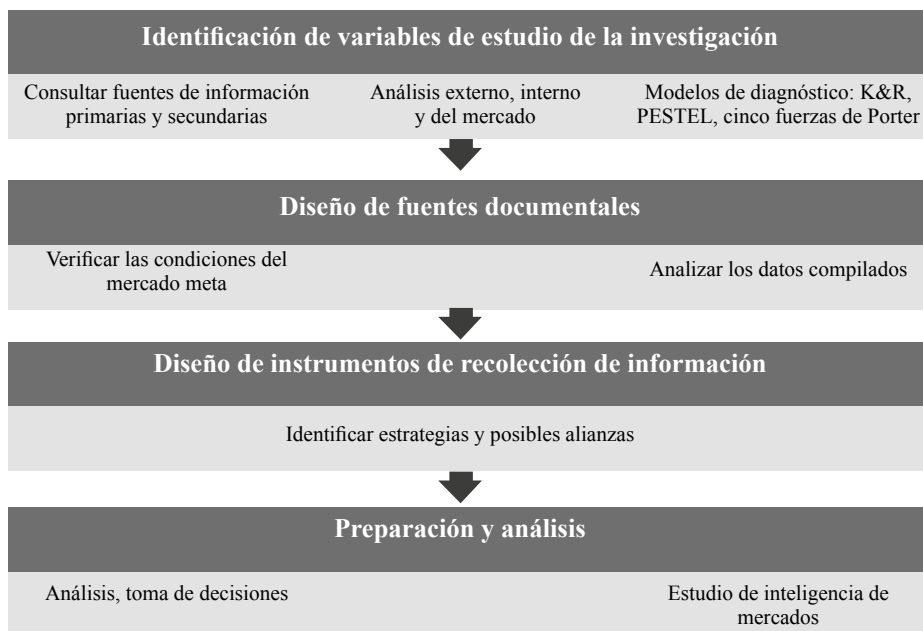 Identificación de variables de estudio de la investigación
Consultar fuentes de información
primarias y secundarias
Análisis externo, interno
y del mercado
Modelos de diagnóstico: K&R,
PESTEL, cinco fuerzas de Porter
Diseño de fuentes documentales
Verificar las condiciones del
mercado meta
Analizar los datos compilados
Diseño de instrumentos de recolección de información
Identificar estrategias y posibles alianzas
Preparación y análisis
Análisis, toma de decisiones
Estudio de inteligencia de
mercados